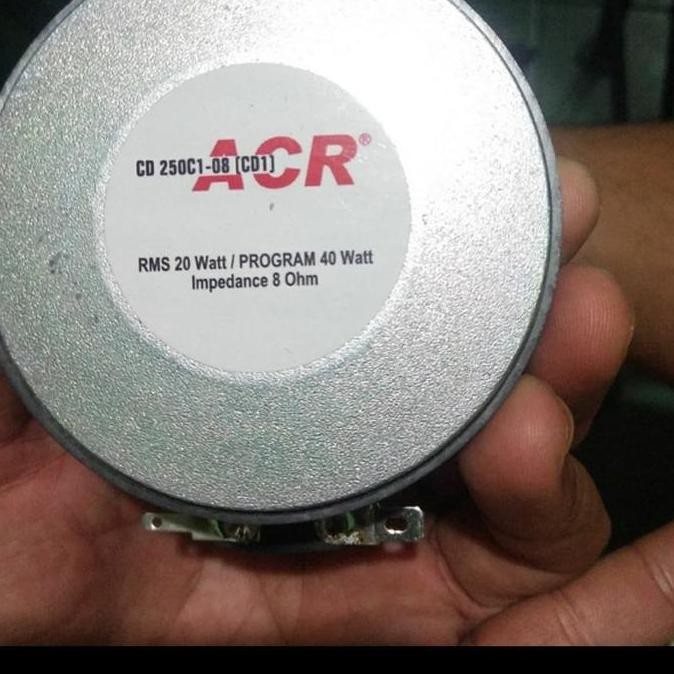 ACR®
CD 250C1-08 (CD1)
RMS 20 Watt / PROGRAM 40 Watt
Impedance 8 Ohm